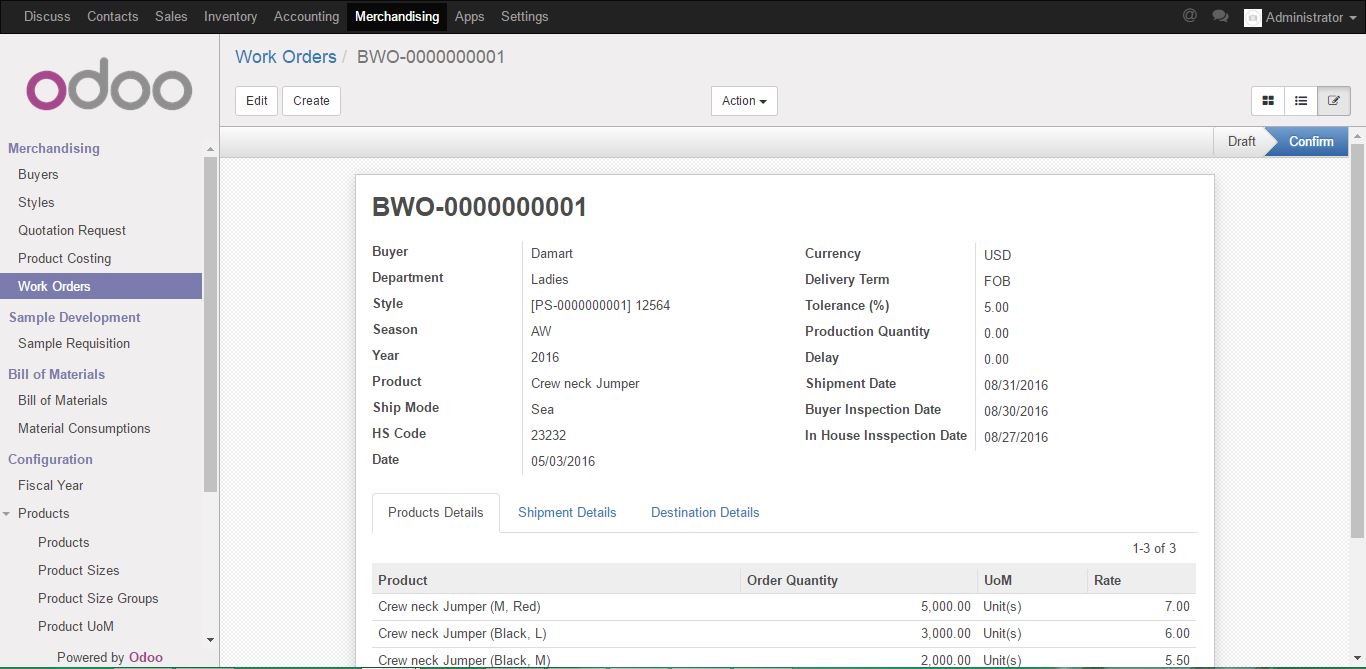 Discuss Contacts Sales Inventory Accounting Merchandising Apps Settings @ Administrator
odoo
Merchandising
Buyers
Styles
Quotation Request
Product Costing
Work Orders
Sample Development
Sample Requisition
Bill of Materials
Bill of Materials
Material Consumptions
Configuration
Fiscal Year
Products
Products
Product Sizes
Product Size Groups
Product UoM
Powered by Odoo
Work Orders / BWO-0000000001
Edit Create Action
Draft Confirm
BWO-0000000001
Buyer Damart
Department Ladies
Style [PS-0000000001] 12564
Season AW
Year 2016
Product Crew neck Jumper
Ship Mode Sea
HS Code 23232
Date 05/03/2016
Currency USD
Delivery Term FOB
Tolerance (%) 5.00
Production Quantity 0.00
Delay 0.00
Shipment Date 08/31/2016
Buyer Inspection Date 08/30/2016
In House Insspection Date 08/27/2016
Products Details Shipment Details Destination Details
1-3 of 3
Product Order Quantity UoM Rate
Crew neck Jumper (M, Red) 5,000.00 Unit(s) 7.00
Crew neck Jumper (Black, L) 3,000.00 Unit(s) 6.00
Crew neck Jumper (Black, M) 2,000.00 Unit(s) 5.50